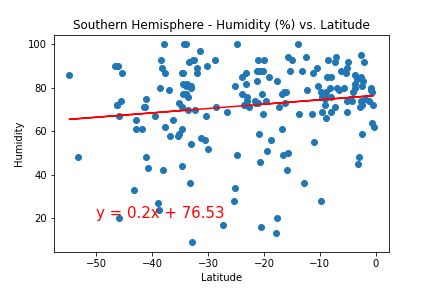 Southern Hemisphere - Humidity (%) vs. Latitude
100
80
60
40
20
Humidity
y = 0.2x + 76.53
−50
−40
−30
−20
−10
0
Latitude